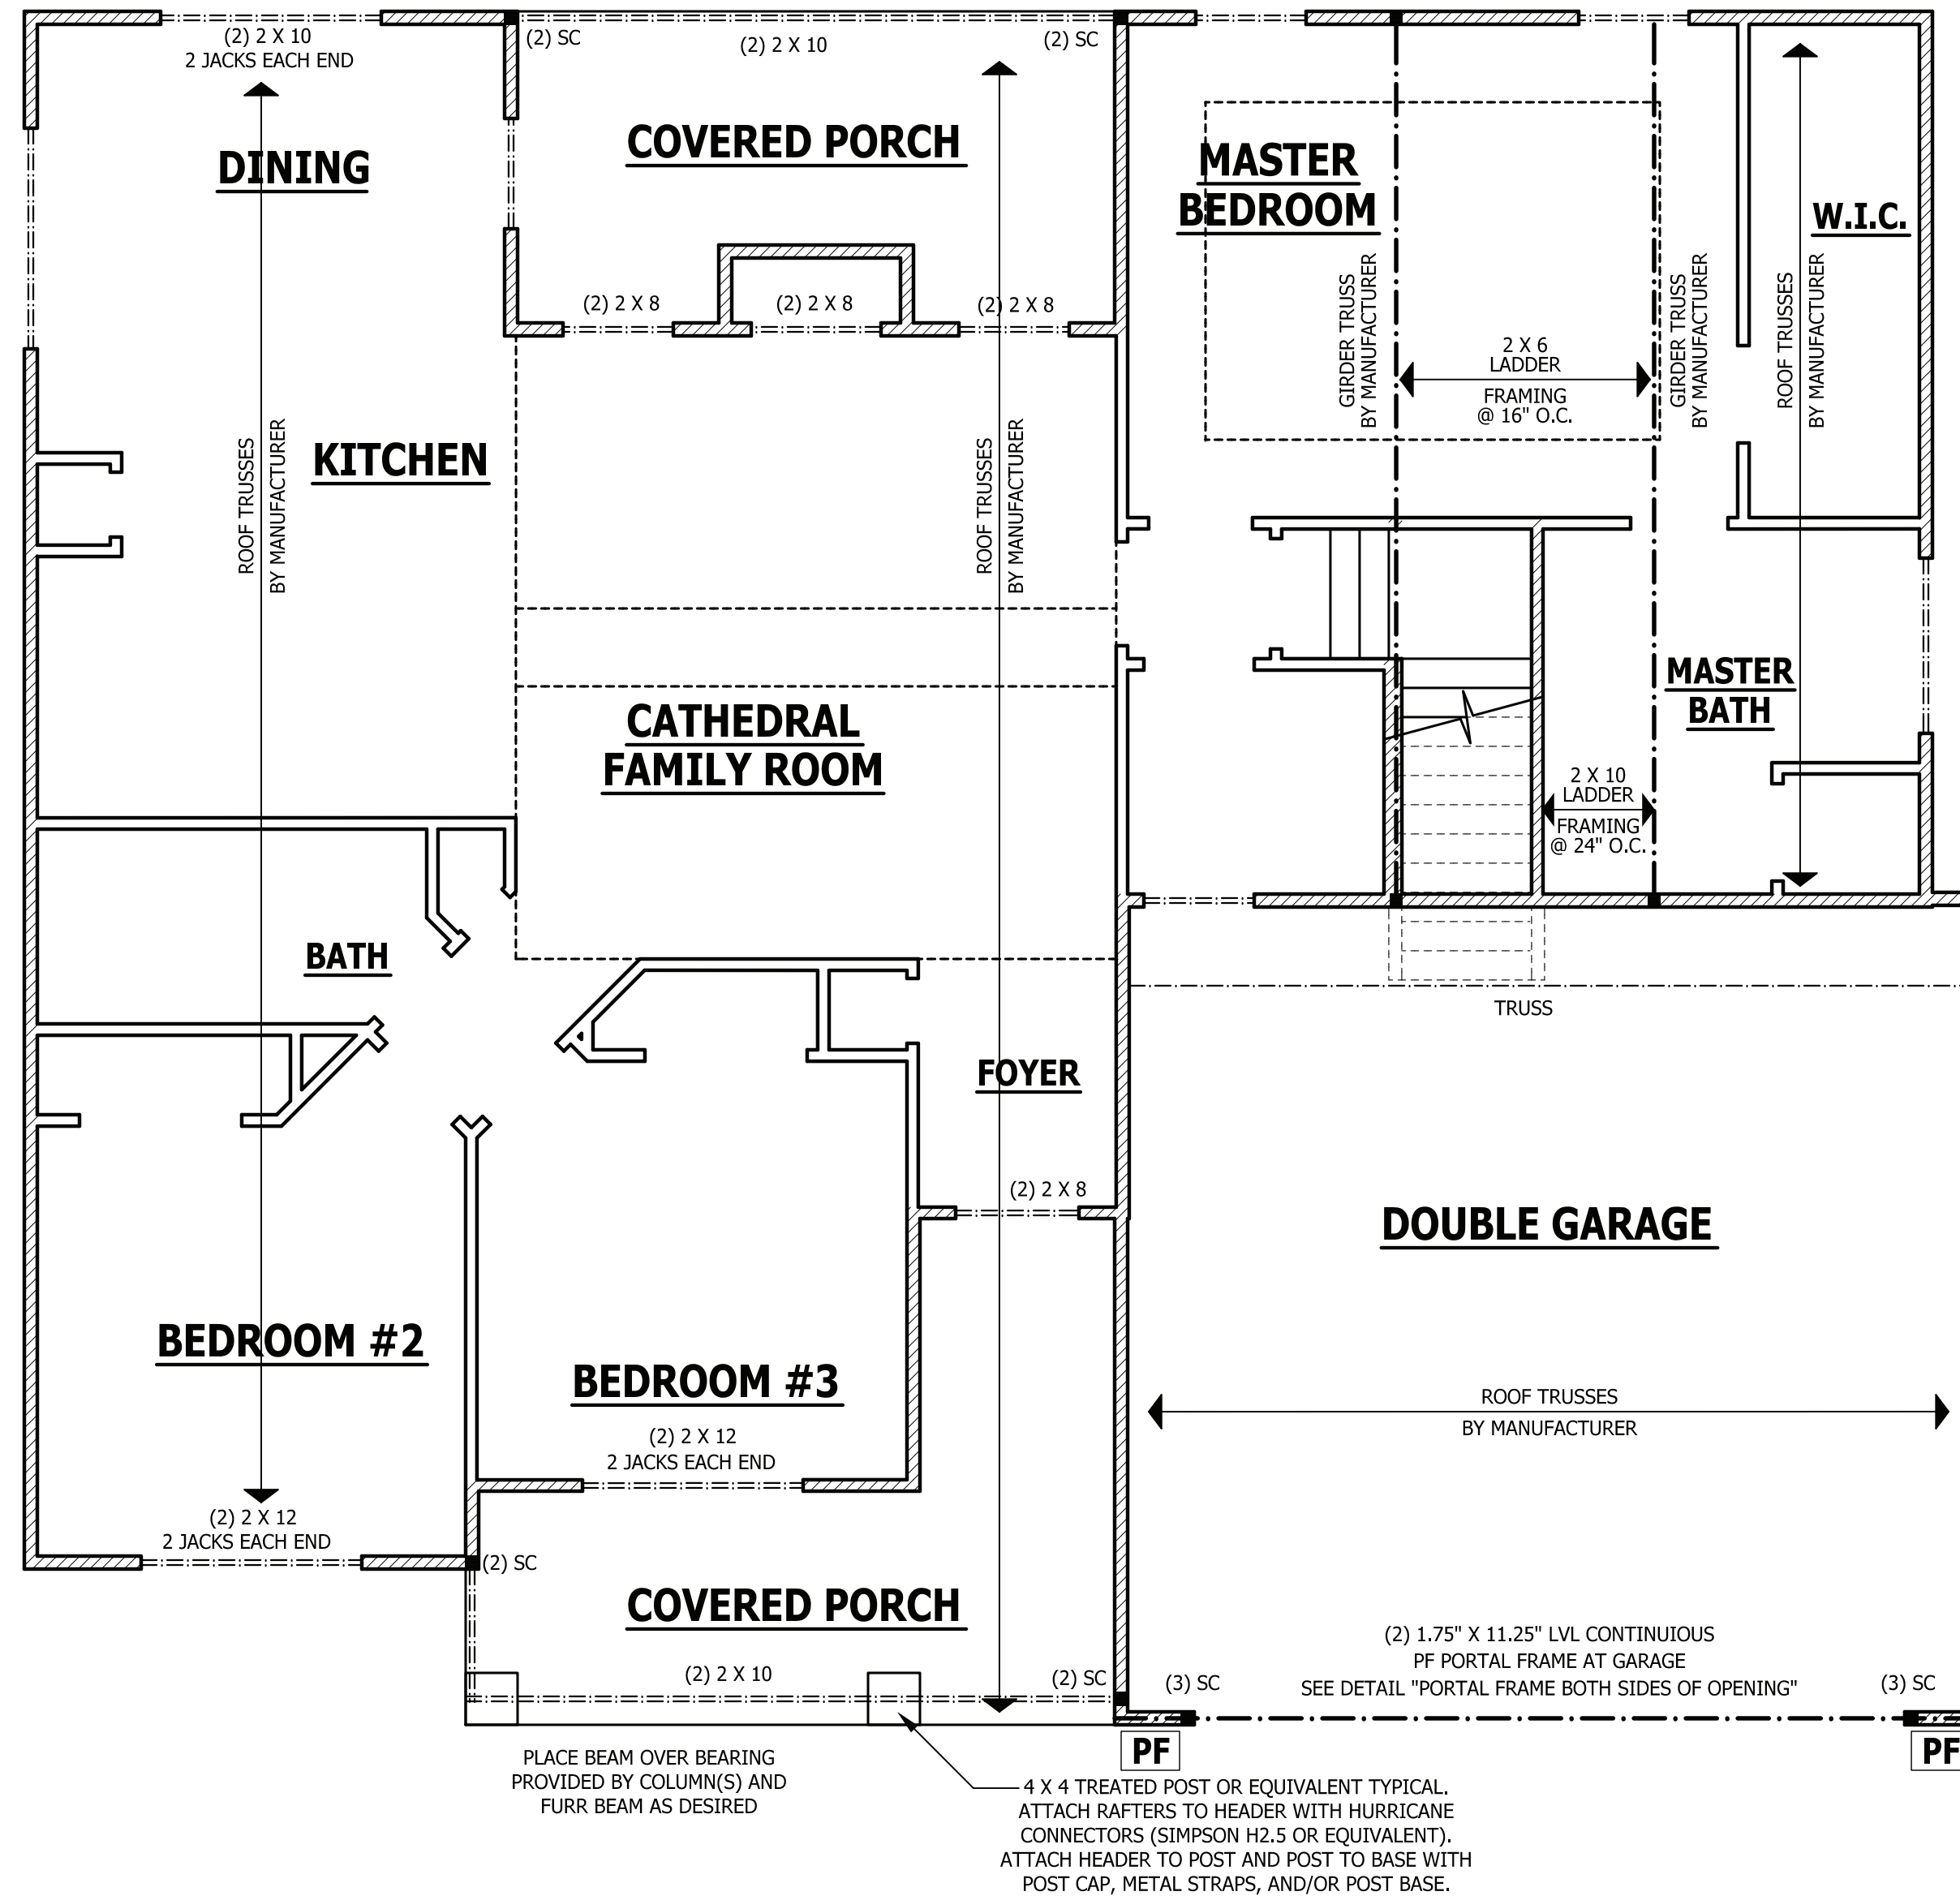 (2) 2 X 10
2 JACKS EACH END
(2) SC
(2) 2 X 10
(2) SC
DINING
COVERED PORCH
MASTER
BEDROOM
W.I.C.
(2) 2 X 8
(2) 2 X 8
(2) 2 X 8
GIRDER TRUSS
BY MANUFACTURER
2 X 6
LADDER
FRAMING
@ 16" O.C.
GIRDER TRUSS
BY MANUFACTURER
ROOF TRUSSES
BY MANUFACTURER
KITCHEN
ROOF TRUSSES
BY MANUFACTURER
ROOF TRUSSES
BY MANUFACTURER
CATHEDRAL
FAMILY ROOM
MASTER
BATH
2 X 10
LADDER
FRAMING
@ 24" O.C.
BATH
TRUSS
FOYER
(2) 2 X 8
DOUBLE GARAGE
BEDROOM #2
BEDROOM #3
ROOF TRUSSES
BY MANUFACTURER
(2) 2 X 12
2 JACKS EACH END
(2) 2 X 12
2 JACKS EACH END
(2) SC
COVERED PORCH
(2) 2 X 10
(2) SC
(3) SC
(2) 1.75" X 11.25" LVL CONTINUIOUS
PF PORTAL FRAME AT GARAGE
SEE DETAIL "PORTAL FRAME BOTH SIDES OF OPENING"
(3) SC
PF
PF
PLACE BEAM OVER BEARING
PROVIDED BY COLUMN(S) AND
FURR BEAM AS DESIRED
4 X 4 TREATED POST OR EQUIVALENT TYPICAL.
ATTACH RAFTERS TO HEADER WITH HURRICANE
CONNECTORS (SIMPSON H2.5 OR EQUIVALENT).
ATTACH HEADER TO POST AND POST TO BASE WITH
POST CAP, METAL STRAPS, AND/OR POST BASE.